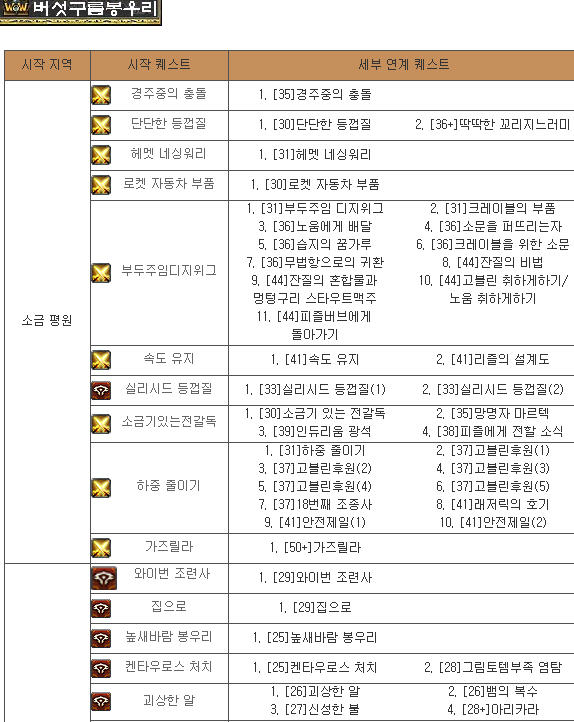 WOW 버섯구름봉우리
시작 지역 시작 퀘스트 세부 연계 퀘스트
소금 평원
경주중의 충돌 1. [35]경주중의 충돌
단단한 등껍질 1. [30]단단한 등껍질 2. [36+]딱딱한 꼬리지느러미
헤멧 네싱워리 1. [31]헤멧 네싱워리
로켓 자동차 부품 1. [30]로켓 자동차 부품
부두주임디지위그
1. [31]부두주임 디지위그 2. [31]크레이블의 부품
3. [36]노움에게 배달 4. [36]소문을 퍼뜨리는자
5. [36]습지의 꿈가루 6. [36]크레이블을 위한 소문
7. [36]무법항으로의 귀환 8. [44]잔질의 비법
9. [44]잔질의 혼합물과 10. [44]고블린 취하게하기/
멍텅구리 스타우트맥주 노움 취하게하기
11. [44]피즐버브에게
돌아가기
속도 유지 1. [41]속도 유지 2. [41]리즐의 설계도
실리시드 등껍질 1. [33]실리시드 등껍질(1) 2. [33]실리시드 등껍질(2)
소금기있는전갈독
1. [30]소금기 있는 전갈독 2. [35]망명자 마르텍
3. [39]인듀리움 광석 4. [38]피즐에게 전할 소식
하중 줄이기
1. [31]하중 줄이기 2. [37]고블린후원(1)
3. [37]고블린후원(2) 4. [37]고블린후원(3)
5. [37]고블린후원(4) 6. [37]고블린후원(5)
7. [37]18번째 조종사 8. [41]래저릭의 호기
9. [41]안전제일(1) 10. [41]안전제일(2)
가즈릴라 1. [50+]가즈릴라
와이번 조련사 1. [29]와이번 조련사
집으로 1. [29]집으로
높새바람 봉우리 1. [25]높새바람 봉우리
켄타우로스 처치 1. [25]켄타우로스 처치 2. [28]그림토템부족 염탐
괴상한 알
1. [26]괴상한 알 2. [26]뱀의 복수
3. [27]신성한 불 4. [28+]아리카라